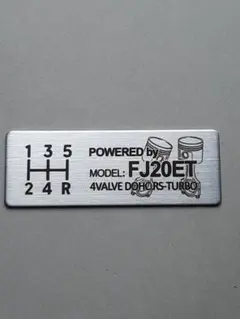 1 3 5
2 4 R
POWERED by
MODEL: FJ20ET
4VALVE DOHC RS-TURBO